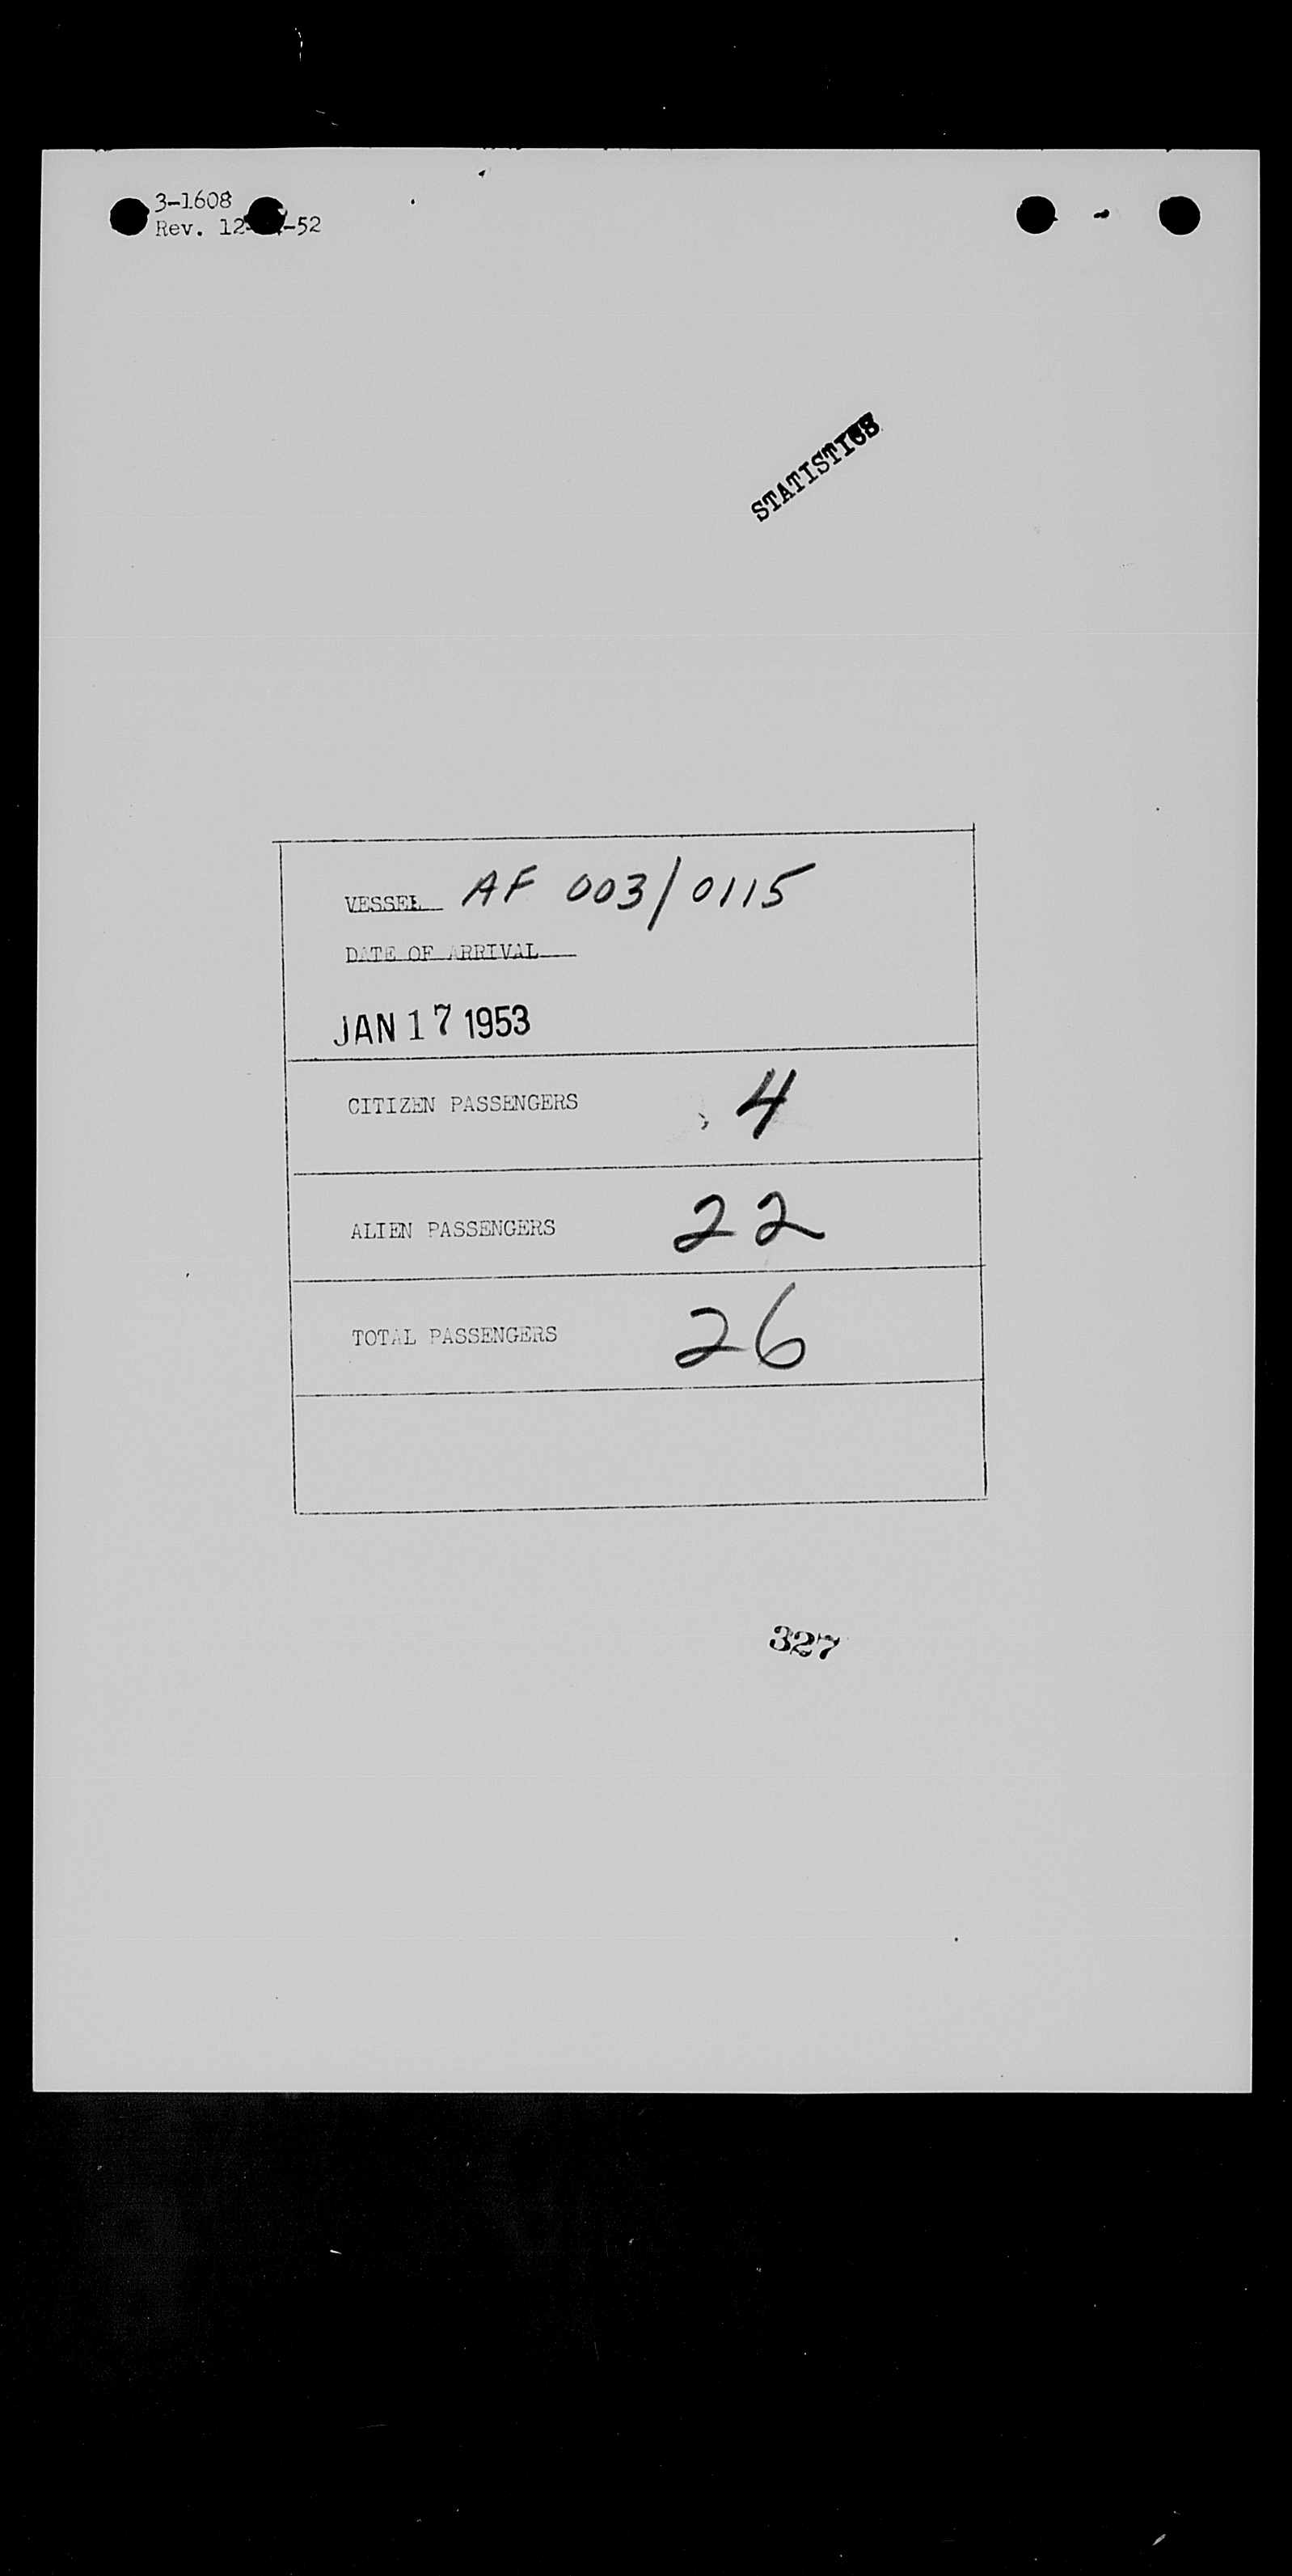 3-1608
Rev. 12- -52
STATISTICS
VESSEL AF 003/0115
DATE OF ARRIVAL
JAN 17 1953
CITIZEN PASSENGERS 4
ALIEN PASSENGERS 22
TOTAL PASSENGERS 26
327